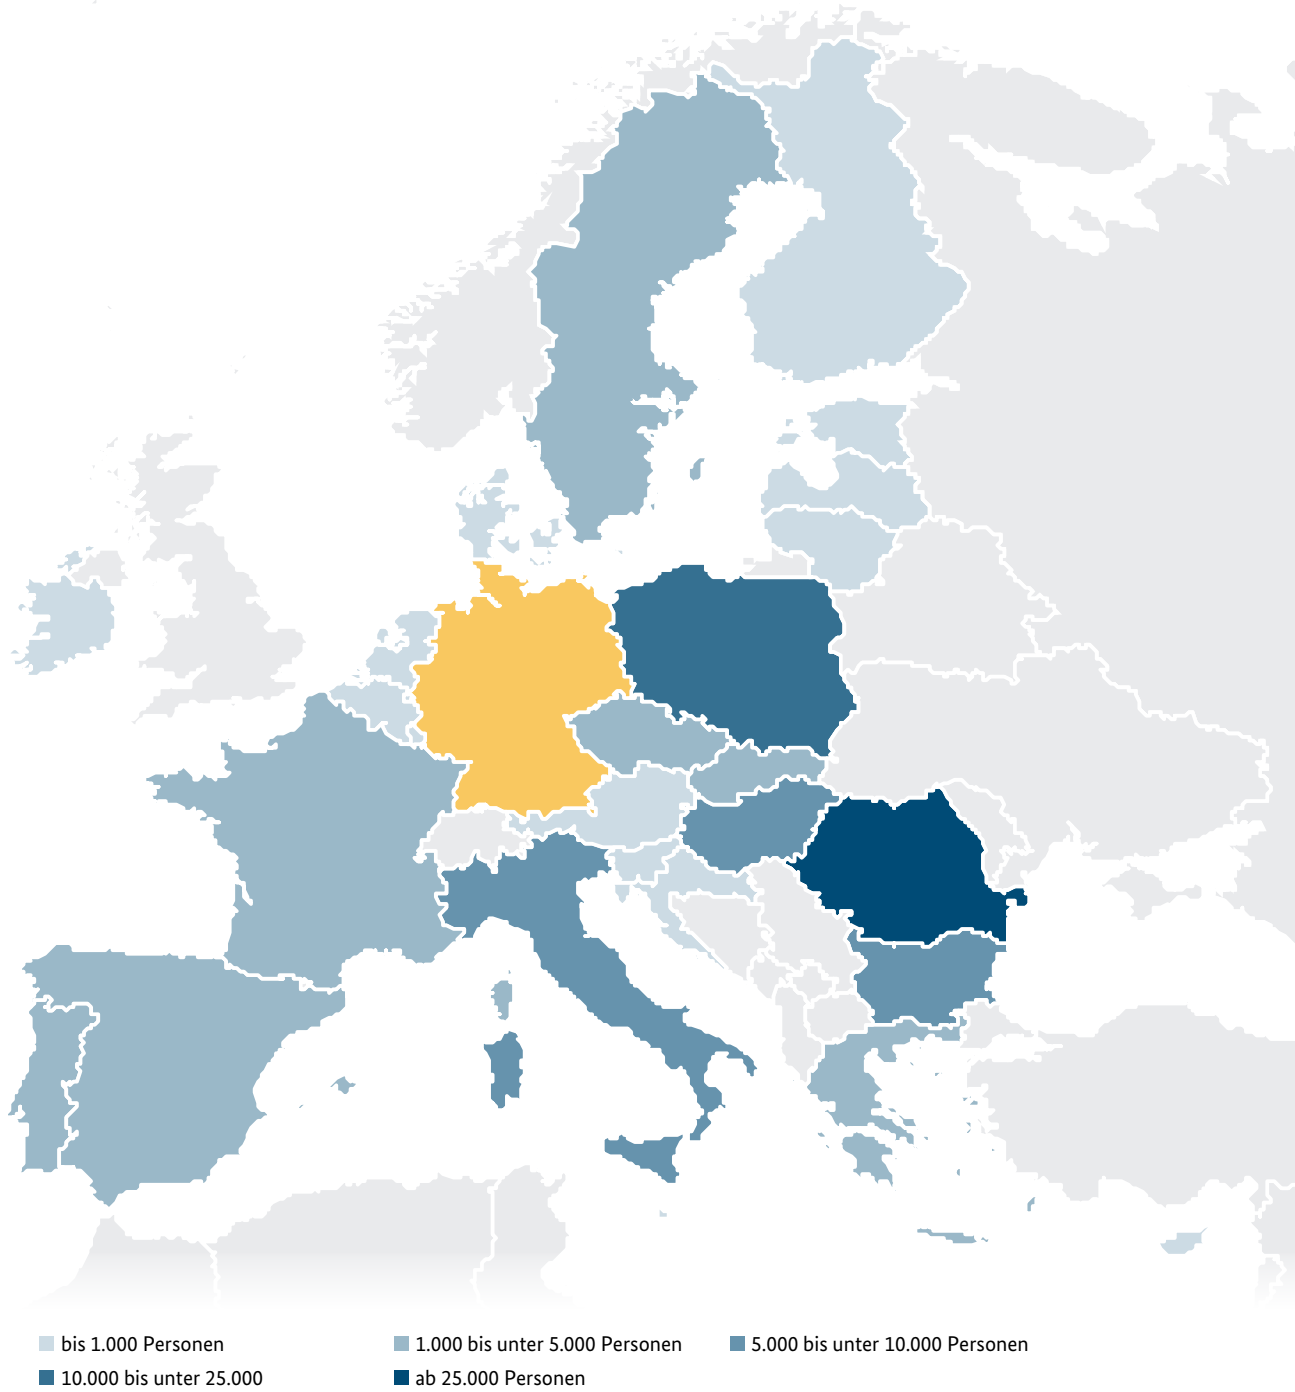 bis 1.000 Personen
1.000 bis unter 5.000 Personen
5.000 bis unter 10.000 Personen
10.000 bis unter 25.000
ab 25.000 Personen